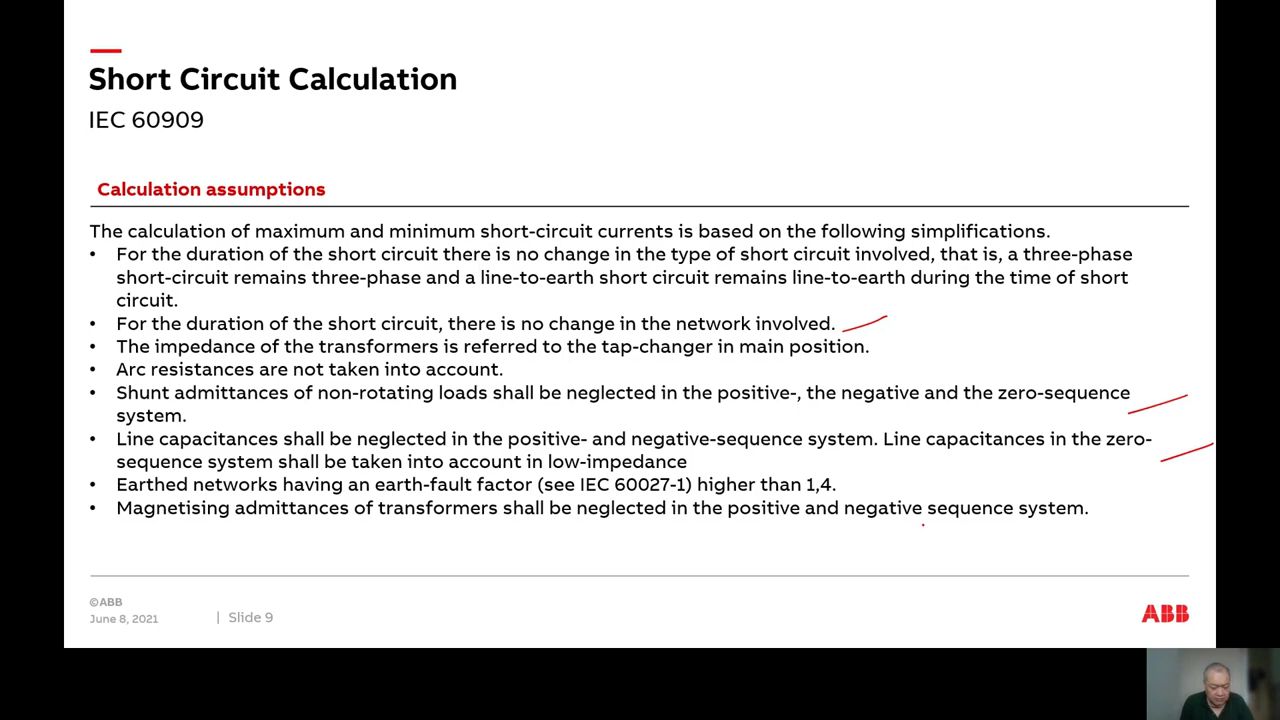 Short Circuit Calculation
IEC 60909
Calculation assumptions
The calculation of maximum and minimum short-circuit currents is based on the following simplifications.
• For the duration of the short circuit there is no change in the type of short circuit involved, that is, a three-phase
short-circuit remains three-phase and a line-to-earth short circuit remains line-to-earth during the time of short
circuit.
• For the duration of the short circuit, there is no change in the network involved.
• The impedance of the transformers is referred to the tap-changer in main position.
• Arc resistances are not taken into account.
• Shunt admittances of non-rotating loads shall be neglected in the positive-, the negative and the zero-sequence
system.
• Line capacitances shall be neglected in the positive- and negative-sequence system. Line capacitances in the zero-
sequence system shall be taken into account in low-impedance
• Earthed networks having an earth-fault factor (see IEC 60027-1) higher than 1,4.
• Magnetising admittances of transformers shall be neglected in the positive and negative sequence system.
©ABB
June 8, 2021 | Slide 9
ABB